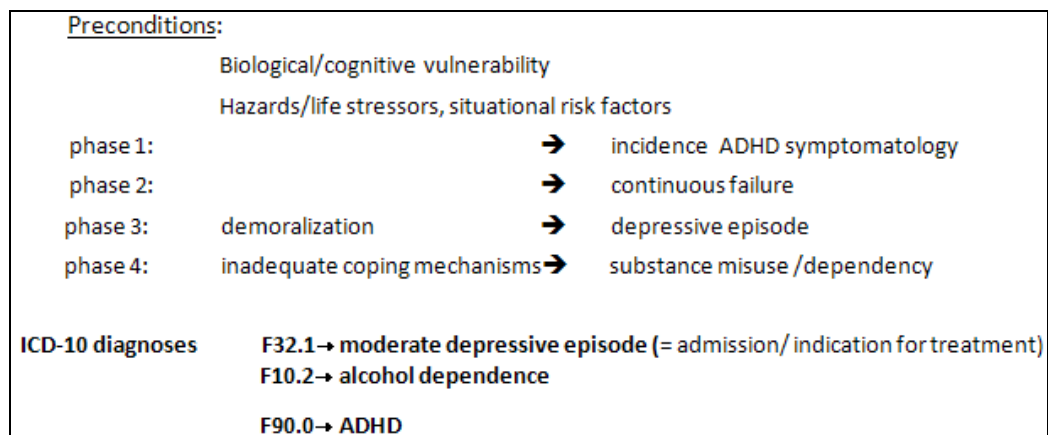 Preconditions:
Biological/cognitive vulnerability
Hazards/life stressors, situational risk factors
phase 1: ➔ incidence ADHD symptomatology
phase 2: ➔ continuous failure
phase 3: demoralization ➔ depressive episode
phase 4: inadequate coping mechanisms➔ substance misuse /dependency
ICD-10 diagnoses F32.1→ moderate depressive episode (= admission/ indication for treatment)
F10.2→ alcohol dependence
F90.0→ ADHD